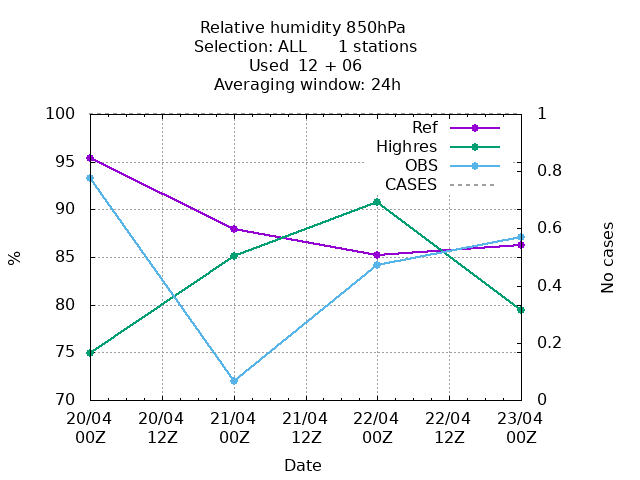 Relative humidity 850hPa
Selection: ALL 1 stations
Used 12 + 06
Averaging window: 24h
100
95
90
85
80
75
70
%
1
0.8
0.6
0.4
0.2
0
No cases
Ref
Highres
OBS
CASES
20/04 20/04 21/04 21/04 22/04 22/04 23/04
00Z 12Z 00Z 12Z 00Z 12Z 00Z
Date